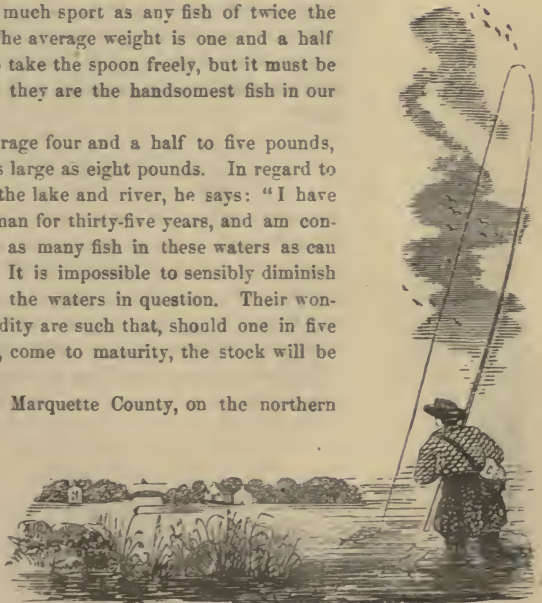 much sport as any fish of twice the
he average weight is one and a half
take the spoon freely, but it must be
they are the handsomest fish in our
rage four and a half to five pounds,
s large as eight pounds. In regard to
the lake and river, he says: "I have
nan for thirty-five years, and am con-
as many fish in these waters as can
It is impossible to sensibly diminish
the waters in question. Their won-
dity are such that, should one in five
, come to maturity, the stock will be
Marquette County, on the northern